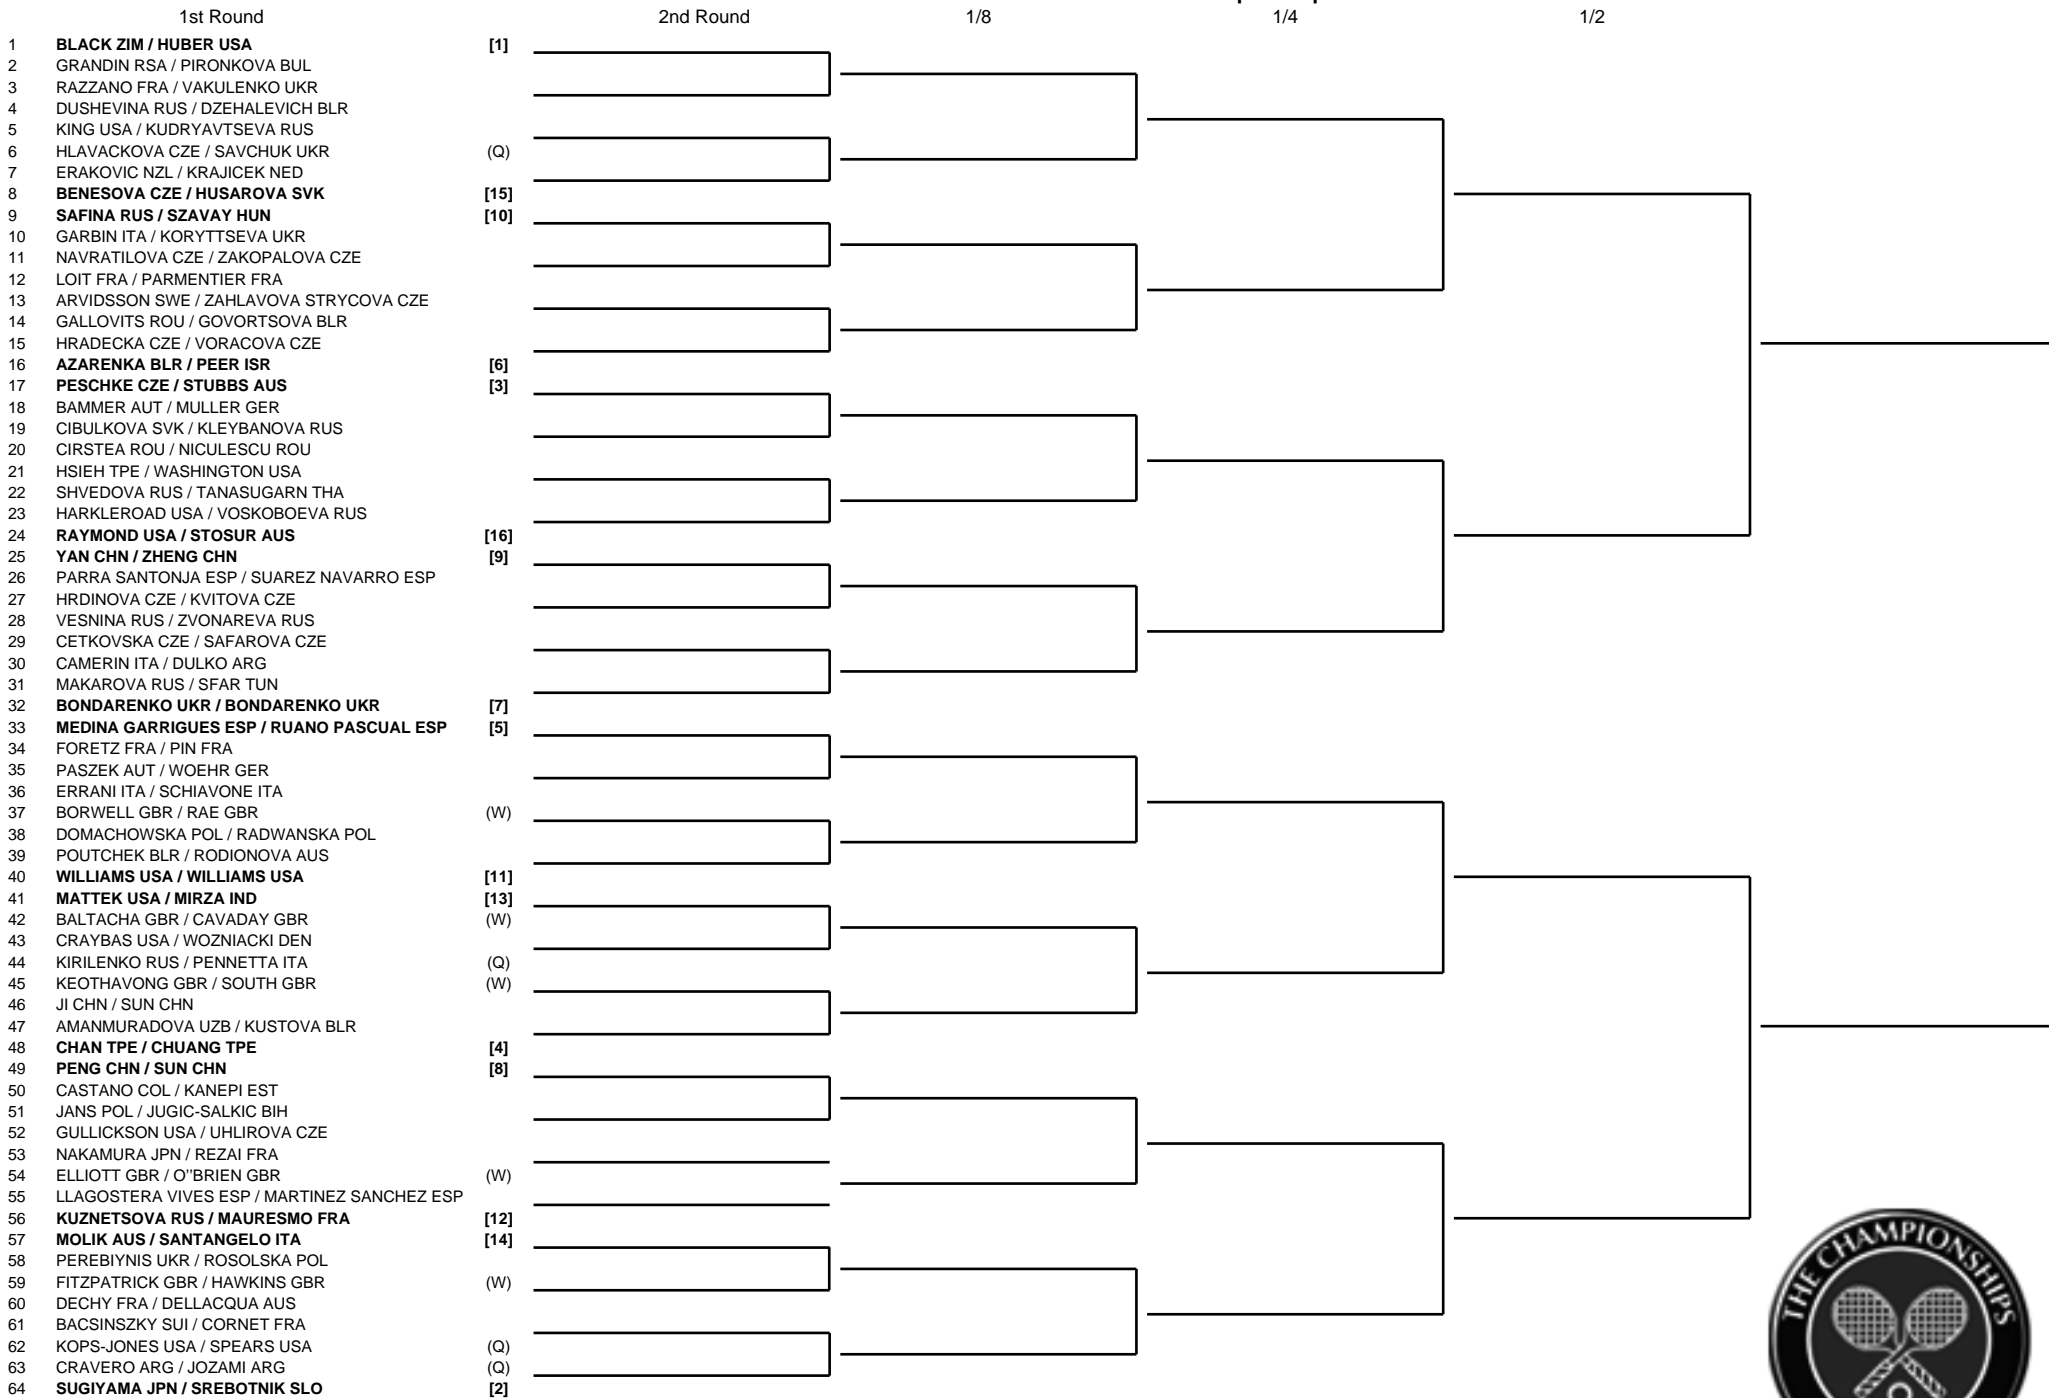 1st Round 2nd Round 1/8 1/4 1/2
1 BLACK ZIM / HUBER USA [1]
2 GRANDIN RSA / PIRONKOVA BUL
3 RAZZANO FRA / VAKULENKO UKR
4 DUSHEVINA RUS / DZEHALEVICH BLR
5 KING USA / KUDRYAVTSEVA RUS
6 HLAVACKOVA CZE / SAVCHUK UKR (Q)
7 ERAKOVIC NZL / KRAJICEK NED
8 BENESOVA CZE / HUSAROVA SVK [15]
9 SAFINA RUS / SZAVAY HUN [10]
10 GARBIN ITA / KORYTTSEVA UKR
11 NAVRATILOVA CZE / ZAKOPALOVA CZE
12 LOIT FRA / PARMENTIER FRA
13 ARVIDSSON SWE / ZAHLAVOVA STRYCOVA CZE
14 GALLOVITS ROU / GOVORTSOVA BLR
15 HRADECKA CZE / VORACOVA CZE
16 AZARENKA BLR / PEER ISR [6]
17 PESCHKE CZE / STUBBS AUS [3]
18 BAMMER AUT / MULLER GER
19 CIBULKOVA SVK / KLEYBANOVA RUS
20 CIRSTEA ROU / NICULESCU ROU
21 HSIEH TPE / WASHINGTON USA
22 SHVEDOVA RUS / TANASUGARN THA
23 HARKLEROAD USA / VOSKOBOEVA RUS
24 RAYMOND USA / STOSUR AUS [16]
25 YAN CHN / ZHENG CHN [9]
26 PARRA SANTONJA ESP / SUAREZ NAVARRO ESP
27 HRDINOVA CZE / KVITOVA CZE
28 VESNINA RUS / ZVONAREVA RUS
29 CETKOVSKA CZE / SAFAROVA CZE
30 CAMERIN ITA / DULKO ARG
31 MAKAROVA RUS / SFAR TUN
32 BONDARENKO UKR / BONDARENKO UKR [7]
33 MEDINA GARRIGUES ESP / RUANO PASCUAL ESP [5]
34 FORETZ FRA / PIN FRA
35 PASZEK AUT / WOEHR GER
36 ERRANI ITA / SCHIAVONE ITA
37 BORWELL GBR / RAE GBR (W)
38 DOMACHOWSKA POL / RADWANSKA POL
39 POUTCHEK BLR / RODIONOVA AUS
40 WILLIAMS USA / WILLIAMS USA [11]
41 MATTEK USA / MIRZA IND [13]
42 BALTACHA GBR / CAVADAY GBR (W)
43 CRAYBAS USA / WOZNIACKI DEN
44 KIRILENKO RUS / PENNETTA ITA (Q)
45 KEOTHAVONG GBR / SOUTH GBR (W)
46 JI CHN / SUN CHN
47 AMANMURADOVA UZB / KUSTOVA BLR
48 CHAN TPE / CHUANG TPE [4]
49 PENG CHN / SUN CHN [8]
50 CASTANO COL / KANEPI EST
51 JANS POL / JUGIC-SALKIC BIH
52 GULLICKSON USA / UHLIROVA CZE
53 NAKAMURA JPN / REZAI FRA
54 ELLIOTT GBR / O"BRIEN GBR (W)
55 LLAGOSTERA VIVES ESP / MARTINEZ SANCHEZ ESP
56 KUZNETSOVA RUS / MAURESMO FRA [12]
57 MOLIK AUS / SANTANGELO ITA [14]
58 PEREBIYNIS UKR / ROSOLSKA POL
59 FITZPATRICK GBR / HAWKINS GBR (W)
60 DECHY FRA / DELLACQUA AUS
61 BACSINSZKY SUI / CORNET FRA
62 KOPS-JONES USA / SPEARS USA (Q)
63 CRAVERO ARG / JOZAMI ARG (Q)
64 SUGIYAMA JPN / SREBOTNIK SLO [2]
THE CHAMPIONSHIPS